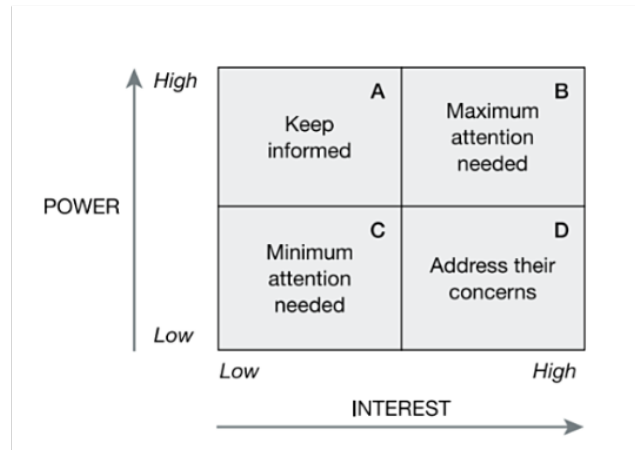 High
A
Keep
informed
B
Maximum
attention
needed
POWER
C
Minimum
attention
needed
D
Address their
concerns
Low
Low
High
INTEREST